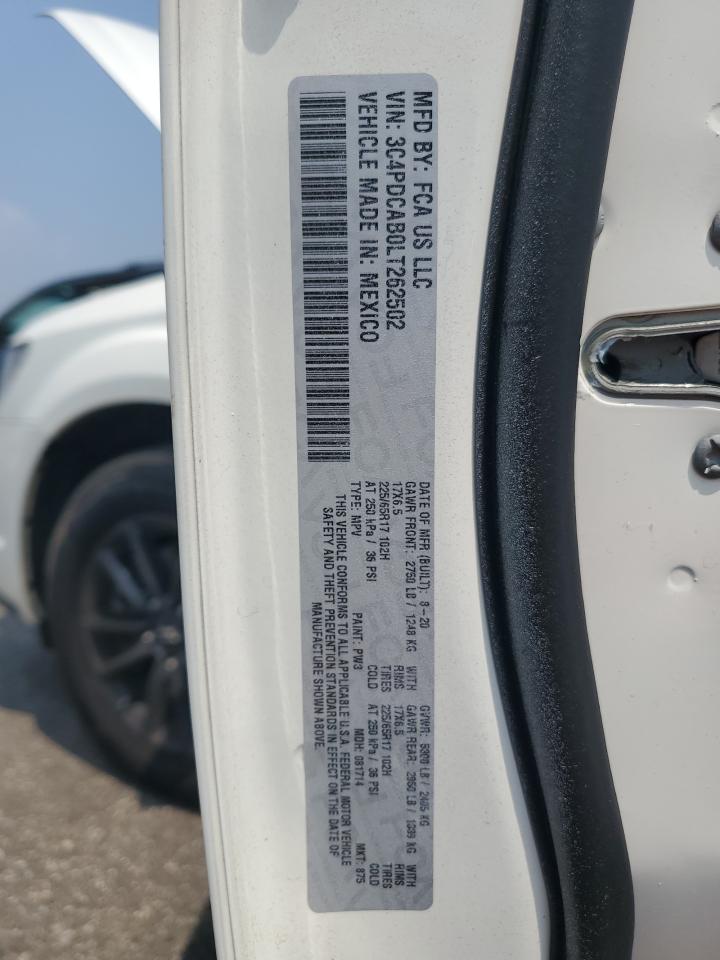 MFD BY: FCA US LLC
VIN: 3C4PDCAB0LT262502
VEHICLE MADE IN: MEXICO
DATE OF MFR (BUILT): 8-20 GVWR: LB / KG
GAWR FRONT: 2750 LB / 1248 KG WITH GAWR REAR: 2950 LB / KG WITH
17X6.5 RIMS 17X6.5 RIMS
225/65R17 102H TIRES 225/65R17 102H TIRES
AT 250 kPa / 36 PSI COLD AT 250 kPa / 36 PSI COLD
TYPE: MPV PAINT: PW3 MDH: 081714 MKT: 875
THIS VEHICLE CONFORMS TO ALL APPLICABLE U.S.A. FEDERAL MOTOR VEHICLE
SAFETY AND THEFT PREVENTION STANDARDS IN EFFECT ON THE DATE OF
MANUFACTURE SHOWN ABOVE.